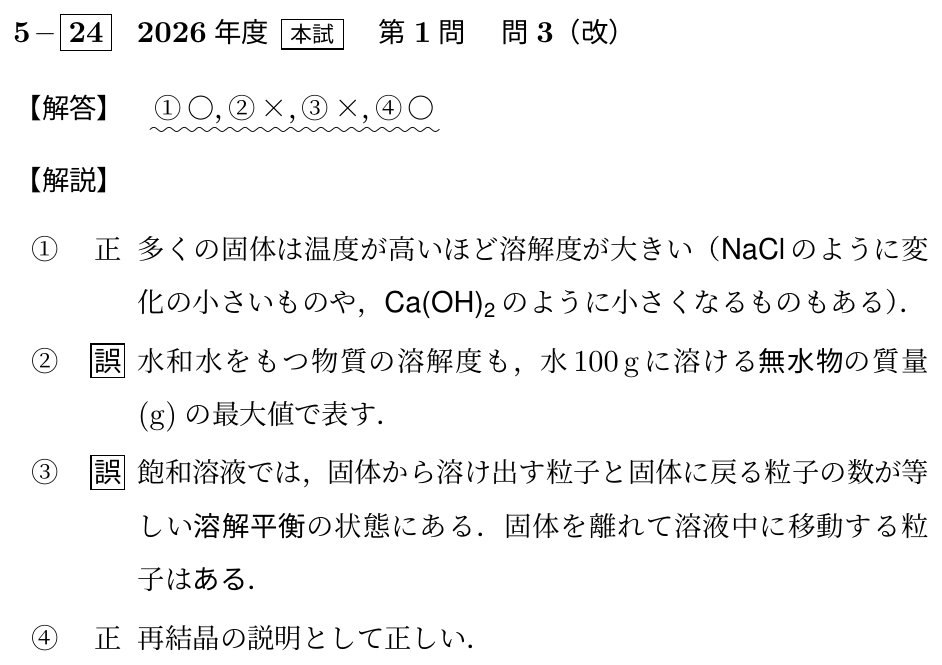 5－24 2026 年度 本試 第 1 問 問 3（改）
【解答】 ①○，②×，③×，④○
【解説】
① 正 多くの固体は温度が高いほど溶解度が大きい（NaClのように変
化の小さいものや，Ca(OH)₂のように小さくなるものもある）．
② 誤 水和水をもつ物質の溶解度も，水 100 g に溶ける無水物の質量
(g) の最大値で表す．
③ 誤 飽和溶液では，固体から溶け出す粒子と固体に戻る粒子の数が等
しい溶解平衡の状態にある．固体を離れて溶液中に移動する粒
子はある．
④ 正 再結晶の説明として正しい．